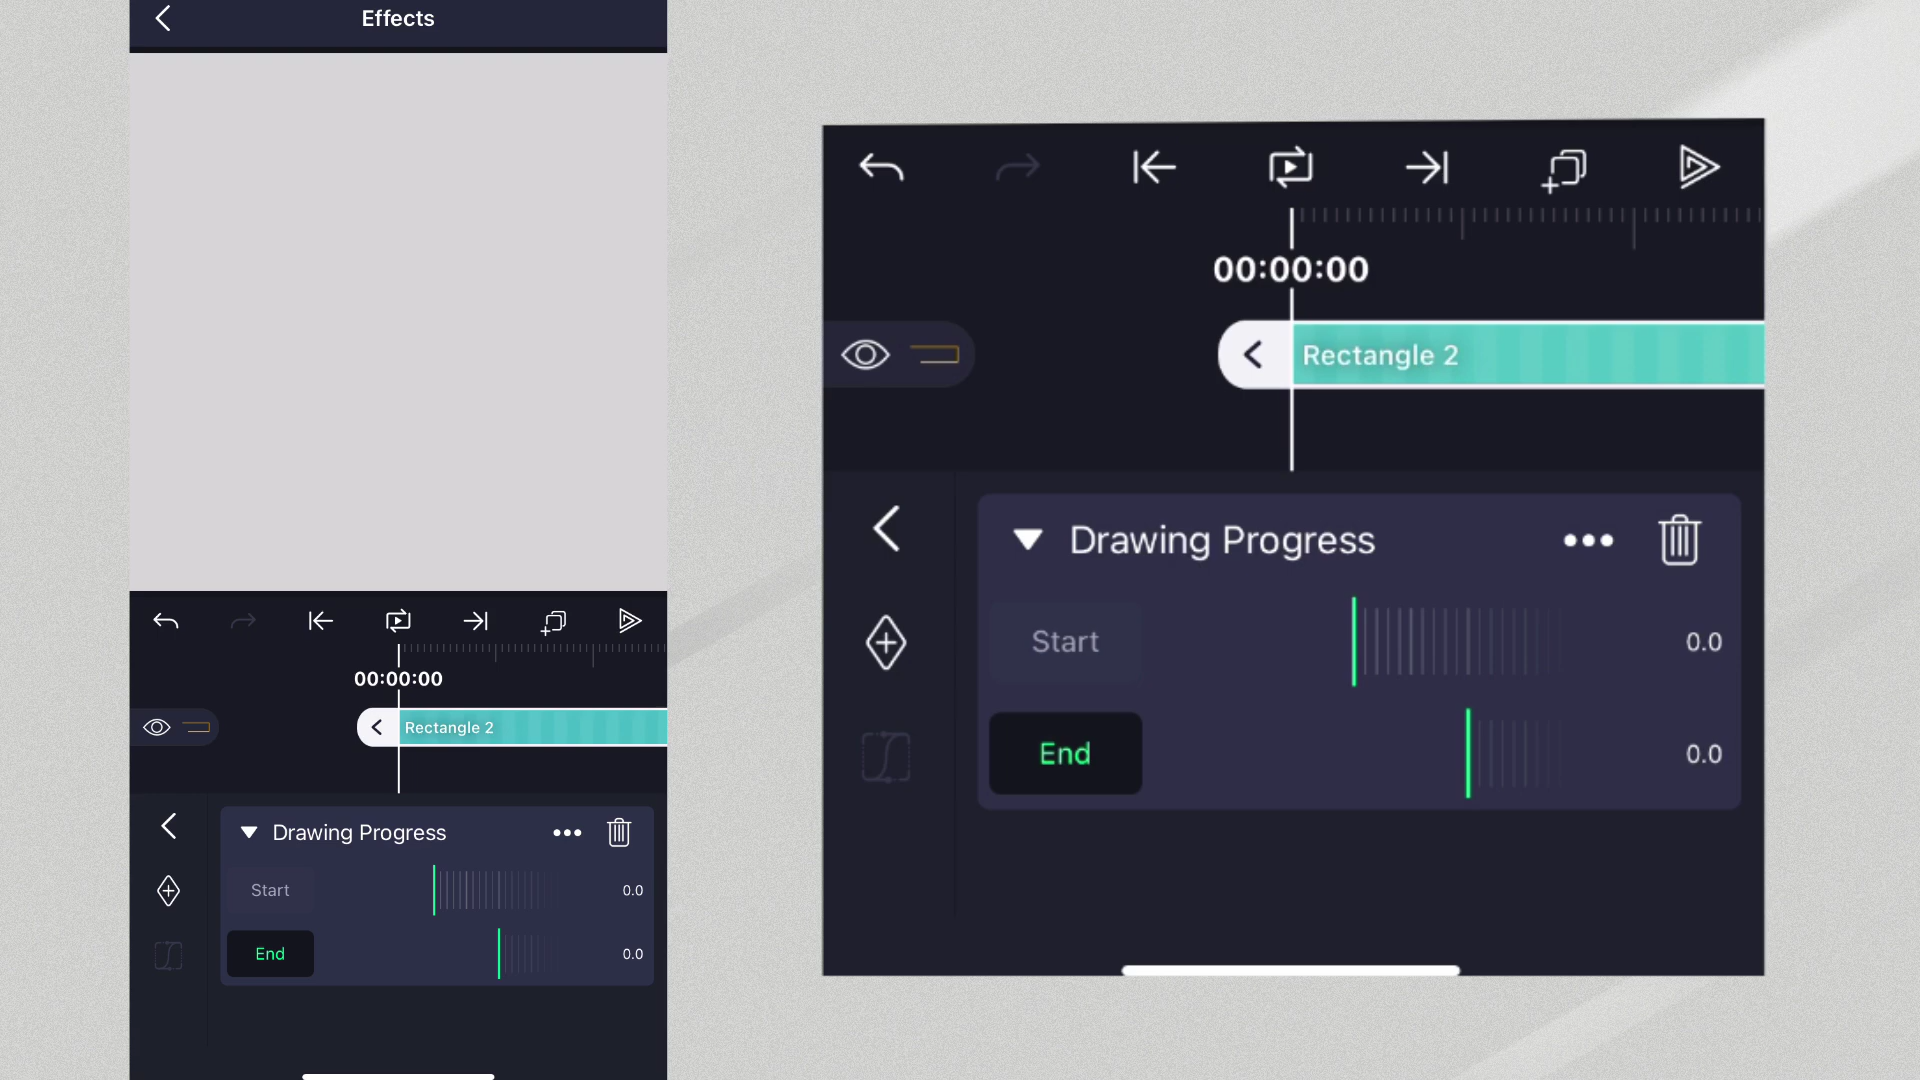 Effects
00:00:00
Rectangle 2
Drawing Progress
Start
0.0
End
0.0
00:00:00
Rectangle 2
Drawing Progress
Start
0.0
End
0.0